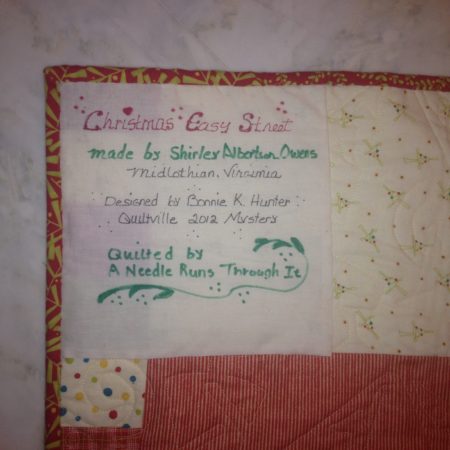 Christmas Easy Street
made by Shirley Albertson Owens
Midlothian, Virginia
Designed by Bonnie K. Hunter
Quiltville 2012 Mystery
Quilted by
A Needle Runs Through It